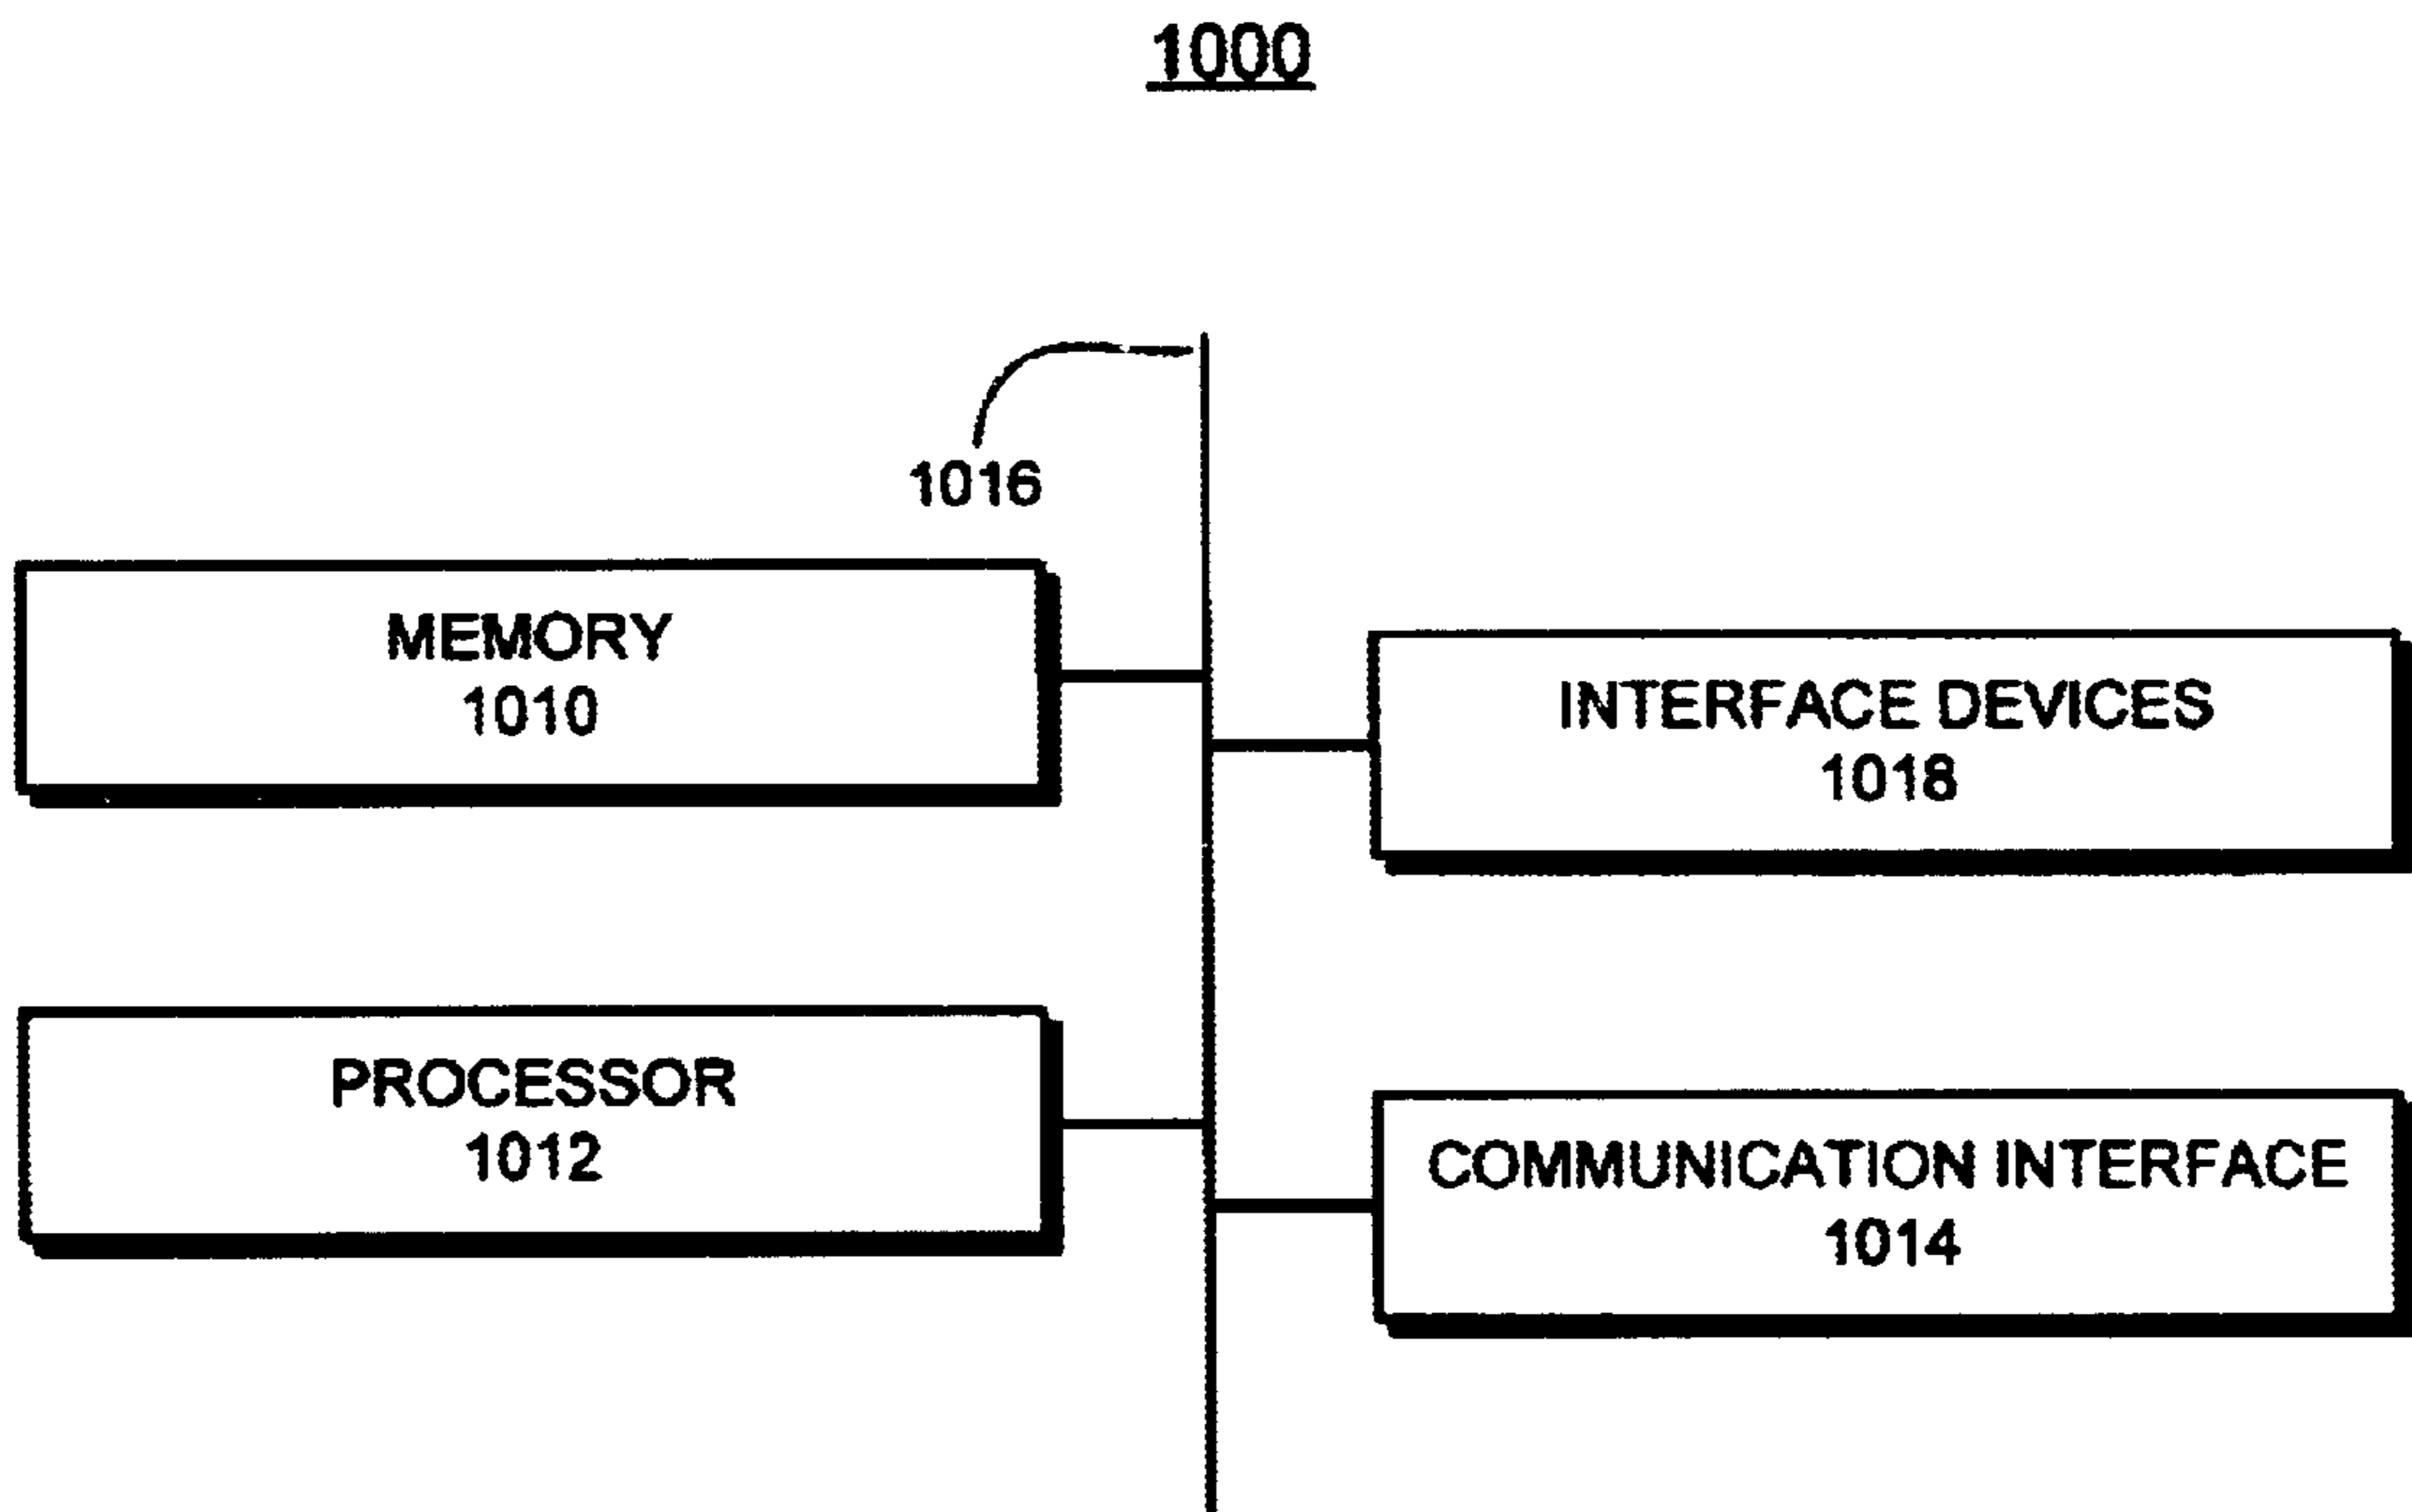 1000
1016
MEMORY
1010
INTERFACE DEVICES
1018
PROCESSOR
1012
COMMUNICATION INTERFACE
1014